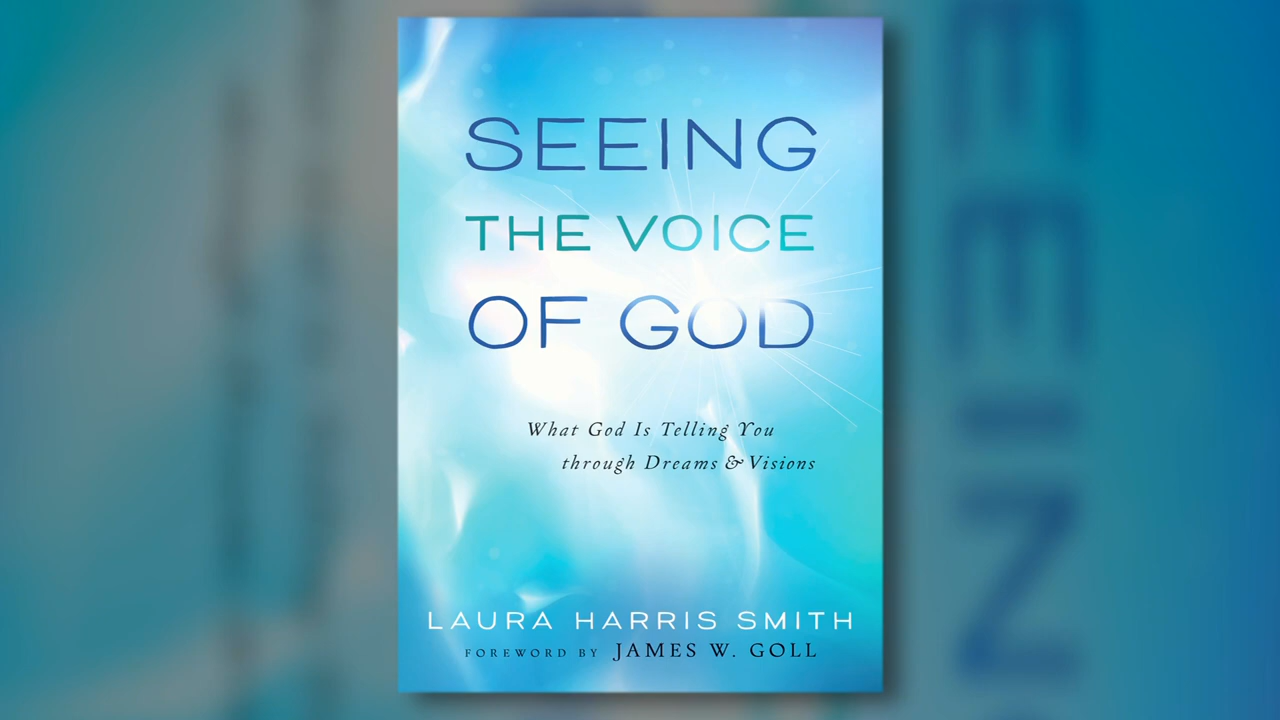 SEEING
THE VOICE
OF GOD
What God Is Telling You
through Dreams & Visions
LAURA HARRIS SMITH
FOREWORD BY JAMES W. GOLL